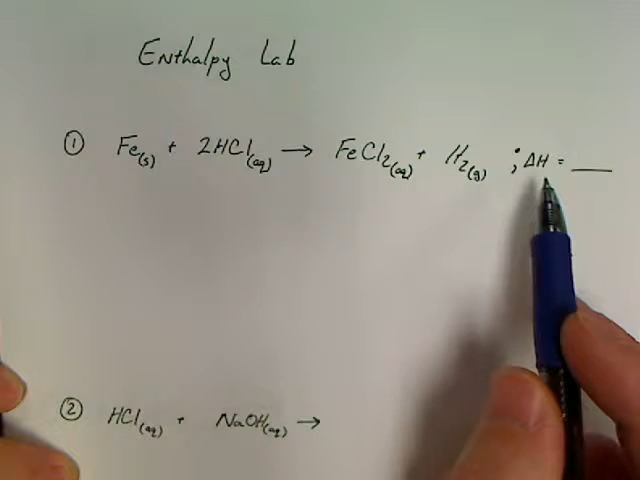 Enthalpy Lab
① Fe(s) + 2HCl(aq) → FeCl2(aq) + H2(g) ; ΔH = ___
② HCl(aq) + NaOH(aq) →